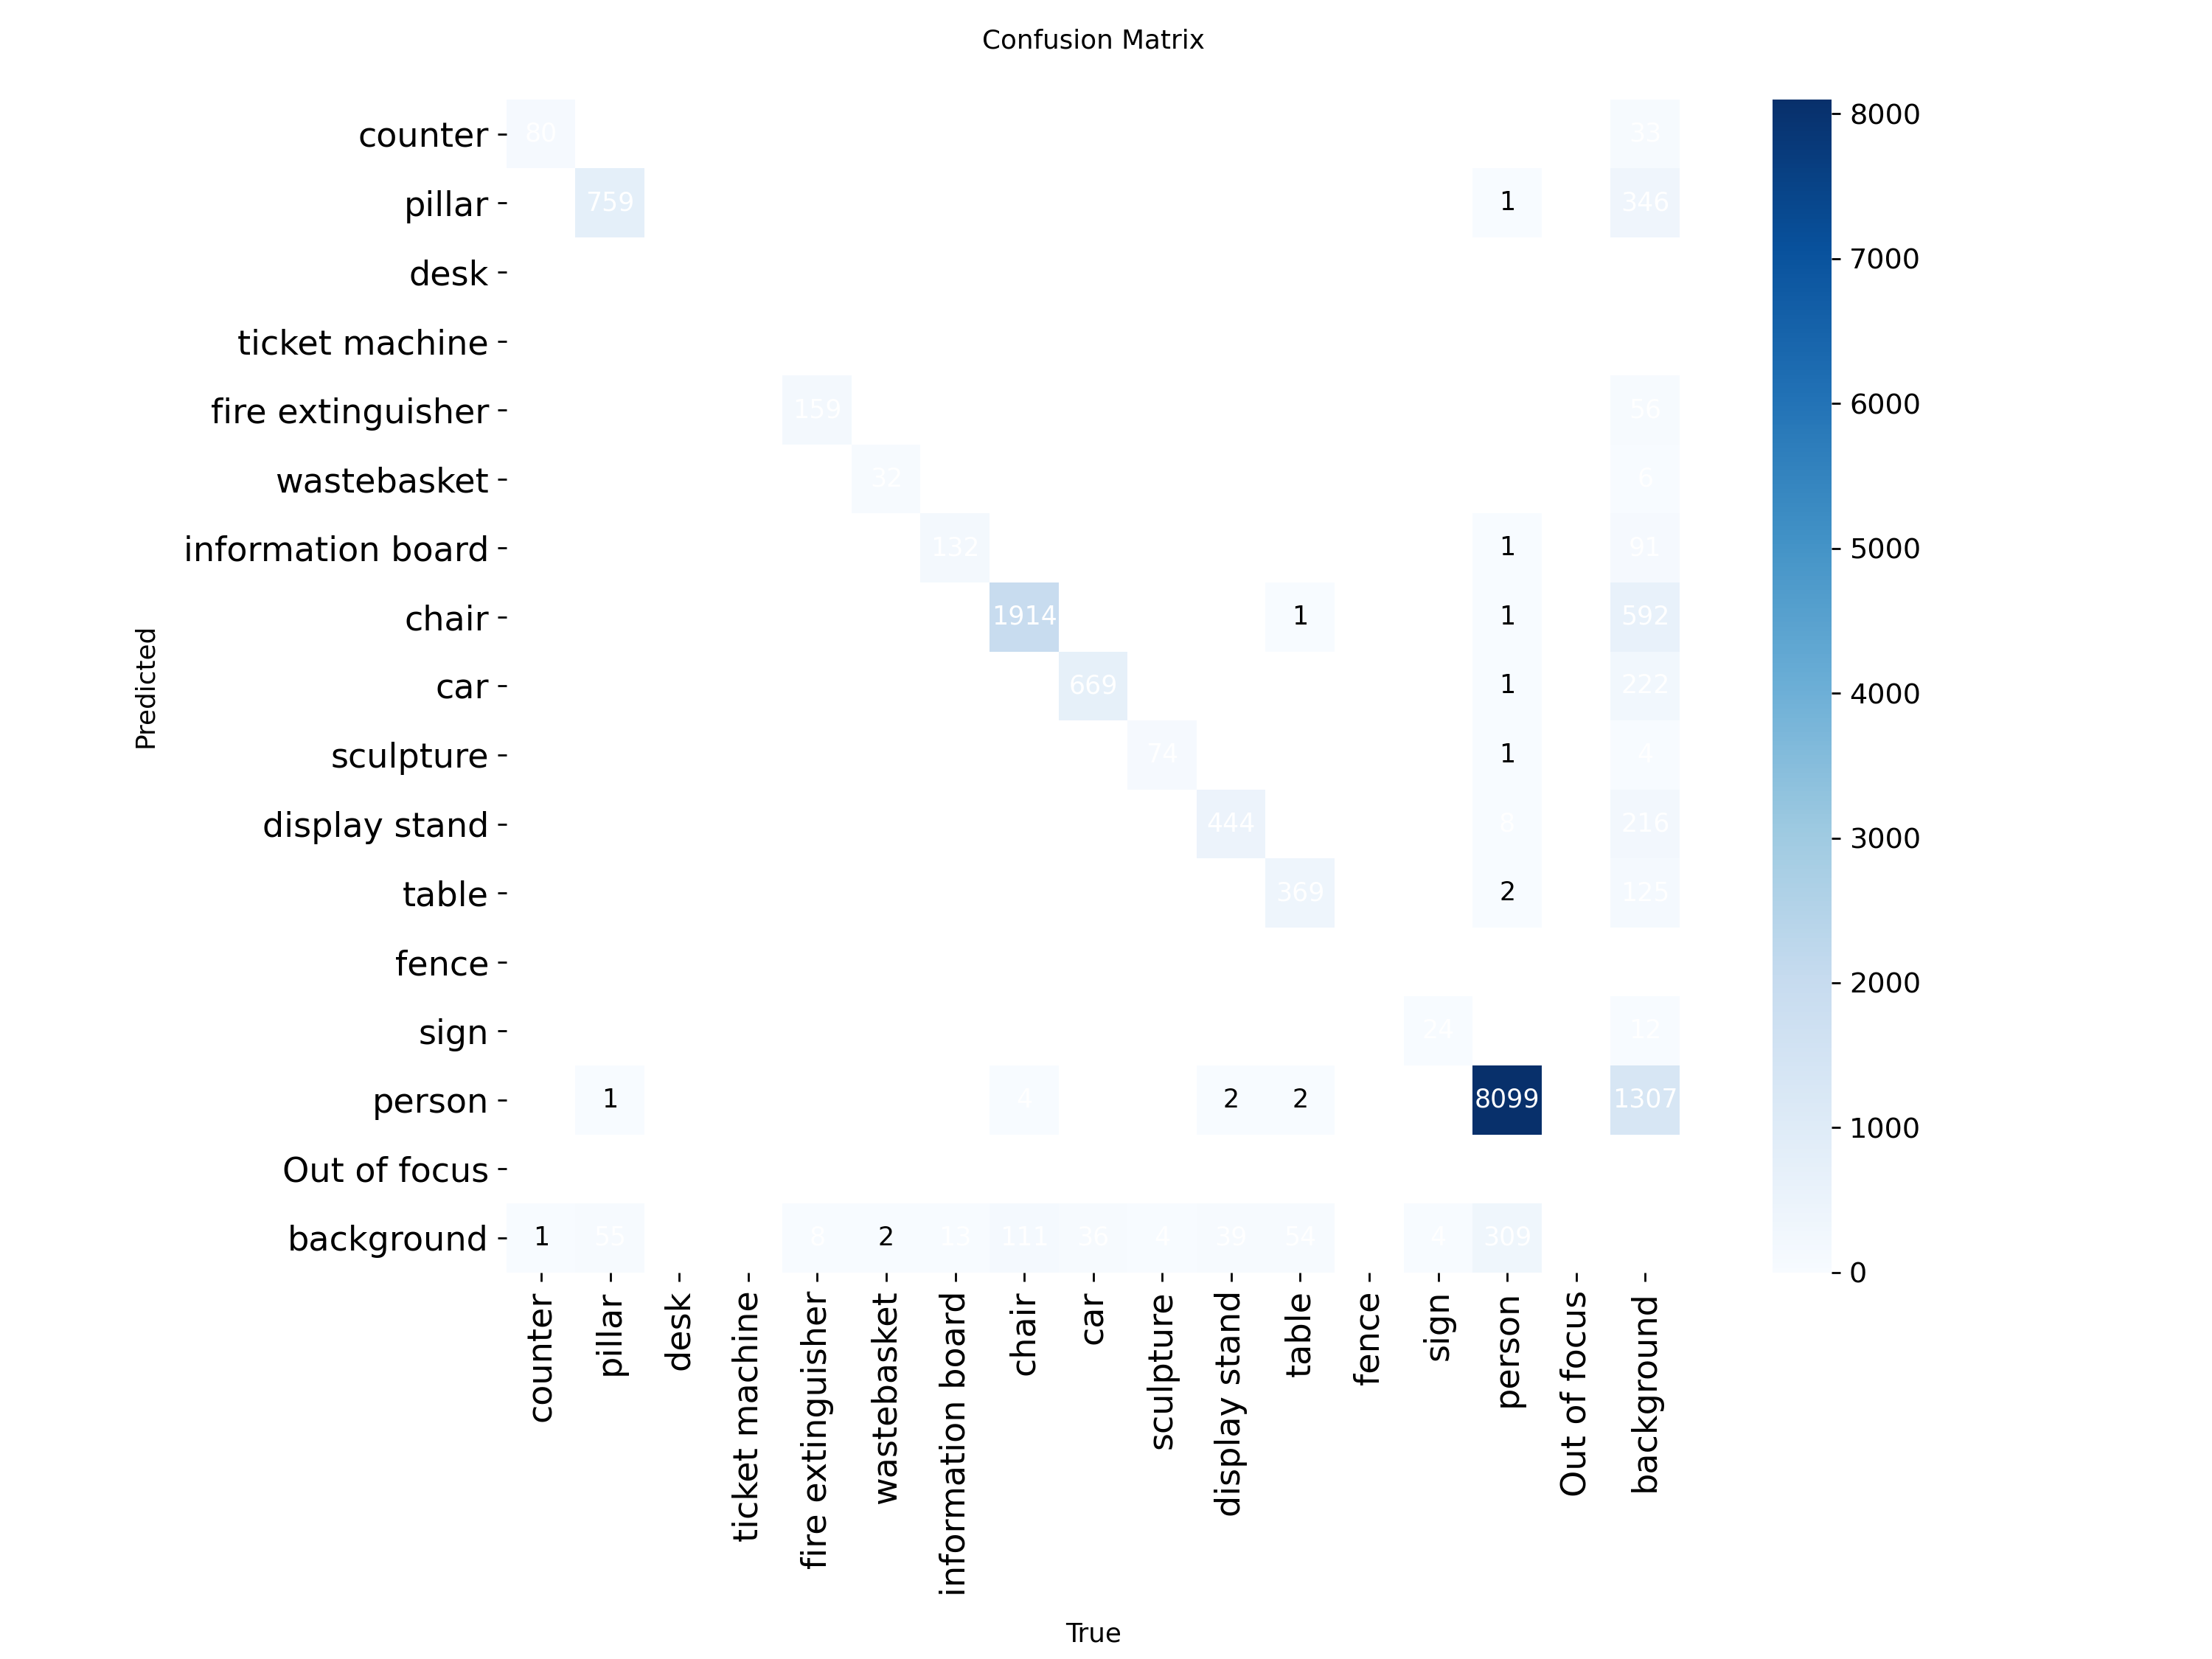 Confusion Matrix
counter 80 33
pillar 759 1 346
desk
ticket machine
fire extinguisher 159 56
wastebasket 32 6
information board 132 1 91
chair 1914 1 1 592
car 669 1 222
sculpture 74 1 4
display stand 444 8 216
table 369 2 125
fence
sign 24 12
person 1 4 2 2 8099 1307
Out of focus
background 1 55 8 2 13 111 36 4 39 54 4 309
Predicted
counter
pillar
desk
ticket machine
fire extinguisher
wastebasket
information board
chair
car
sculpture
display stand
table
fence
sign
person
Out of focus
background
True
8000
7000
6000
5000
4000
3000
2000
1000
0